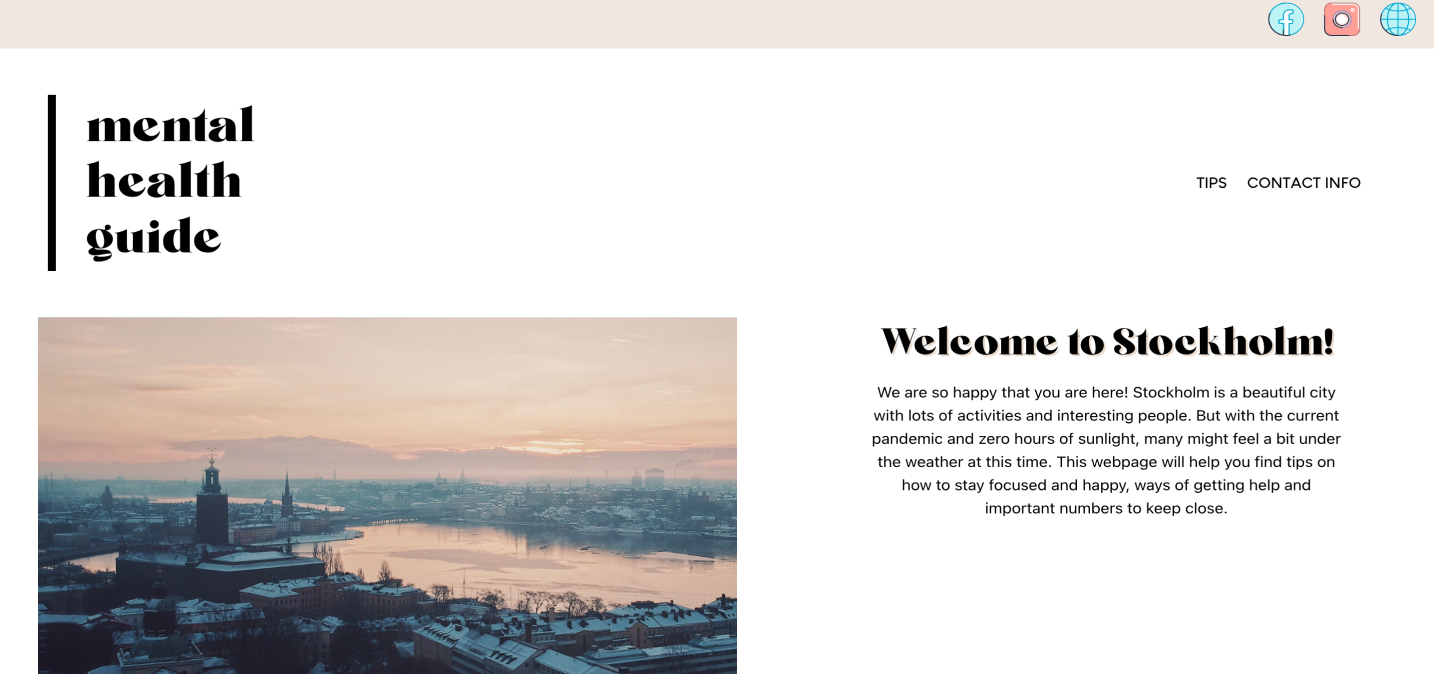 mental
health
guide
TIPS CONTACT INFO
Welcome to Stockholm!
We are so happy that you are here! Stockholm is a beautiful city
with lots of activities and interesting people. But with the current
pandemic and zero hours of sunlight, many might feel a bit under
the weather at this time. This webpage will help you find tips on
how to stay focused and happy, ways of getting help and
important numbers to keep close.